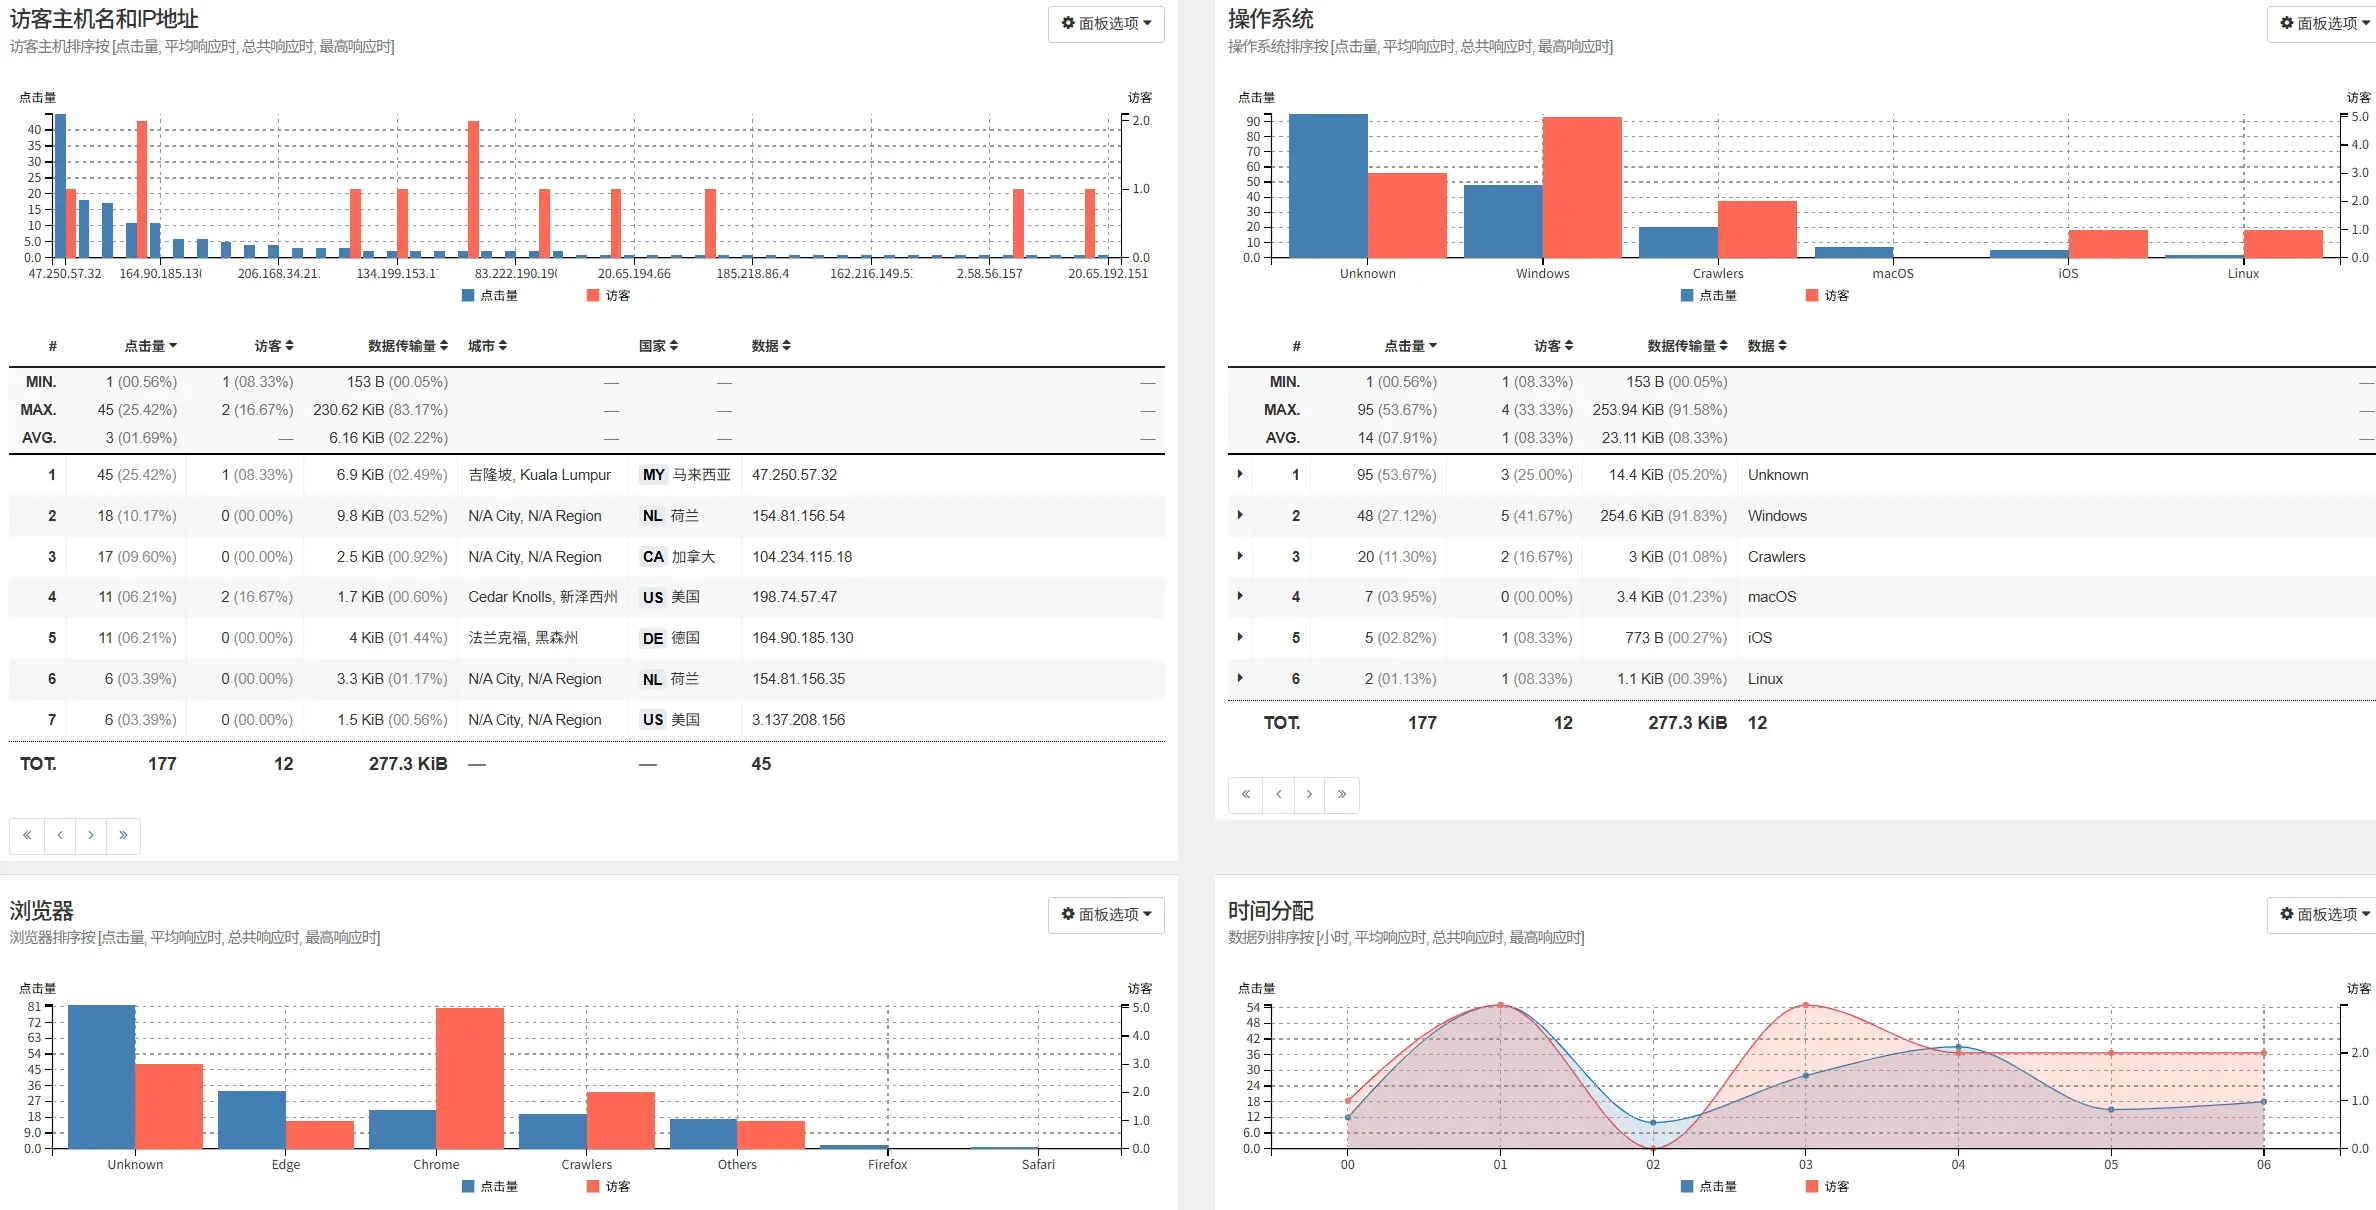 访客主机名和IP地址
面板选项
访客主机排序按 [点击量, 平均响应时, 总共响应时, 最高响应时]
点击量 访客
40
35
30
25
20
15
10
5.0
0.0
2.0
1.0
0.0
47.250.57.32 164.90.185.130 206.168.34.21 134.199.153.1 83.222.190.190 20.65.194.66 185.218.86.4 162.216.149.5 2.58.56.157 20.65.192.151
点击量 访客
# 点击量 访客 数据传输量 城市 国家 数据
MIN. 1 (00.56%) 1 (08.33%) 153 B (00.05%) — — —
MAX. 45 (25.42%) 2 (16.67%) 230.62 KiB (83.17%) — — —
AVG. 3 (01.69%) — 6.16 KiB (02.22%) — — —
1 45 (25.42%) 1 (08.33%) 6.9 KiB (02.49%) 吉隆坡, Kuala Lumpur MY 马来西亚 47.250.57.32
2 18 (10.17%) 0 (00.00%) 9.8 KiB (03.52%) N/A City, N/A Region NL 荷兰 154.81.156.54
3 17 (09.60%) 0 (00.00%) 2.5 KiB (00.92%) N/A City, N/A Region CA 加拿大 104.234.115.18
4 11 (06.21%) 2 (16.67%) 1.7 KiB (00.60%) Cedar Knolls, 新泽西州 US 美国 198.74.57.47
5 11 (06.21%) 0 (00.00%) 4 KiB (01.44%) 法兰克福, 黑森州 DE 德国 164.90.185.130
6 6 (03.39%) 0 (00.00%) 3.3 KiB (01.17%) N/A City, N/A Region NL 荷兰 154.81.156.35
7 6 (03.39%) 0 (00.00%) 1.5 KiB (00.56%) N/A City, N/A Region US 美国 3.137.208.156
TOT. 177 12 277.3 KiB — — 45
« ‹ › »
操作系统
面板选项
操作系统排序按 [点击量, 平均响应时, 总共响应时, 最高响应时]
点击量 访客
90
80
70
60
50
40
30
20
10
0.0
5.0
4.0
3.0
2.0
1.0
0.0
Unknown Windows Crawlers macOS iOS Linux
点击量 访客
# 点击量 访客 数据传输量 数据
MIN. 1 (00.56%) 1 (08.33%) 153 B (00.05%) —
MAX. 95 (53.67%) 4 (33.33%) 253.94 KiB (91.58%) —
AVG. 14 (07.91%) 1 (08.33%) 23.11 KiB (08.33%) —
1 95 (53.67%) 3 (25.00%) 14.4 KiB (05.20%) Unknown
2 48 (27.12%) 5 (41.67%) 254.6 KiB (91.83%) Windows
3 20 (11.30%) 2 (16.67%) 3 KiB (01.08%) Crawlers
4 7 (03.95%) 0 (00.00%) 3.4 KiB (01.23%) macOS
5 5 (02.82%) 1 (08.33%) 773 B (00.27%) iOS
6 2 (01.13%) 1 (08.33%) 1.1 KiB (00.39%) Linux
TOT. 177 12 277.3 KiB 12
« ‹ › »
浏览器
面板选项
浏览器排序按 [点击量, 平均响应时, 总共响应时, 最高响应时]
点击量 访客
81
72
63
54
45
36
27
18
9.0
0.0
5.0
4.0
3.0
2.0
1.0
0.0
Unknown Edge Chrome Crawlers Others Firefox Safari
点击量 访客
时间分配
面板选项
数据列排序按 [小时, 平均响应时, 总共响应时, 最高响应时]
点击量 访客
54
48
42
36
30
24
18
12
6.0
0.0
2.0
1.0
0.0
00 01 02 03 04 05 06
点击量 访客